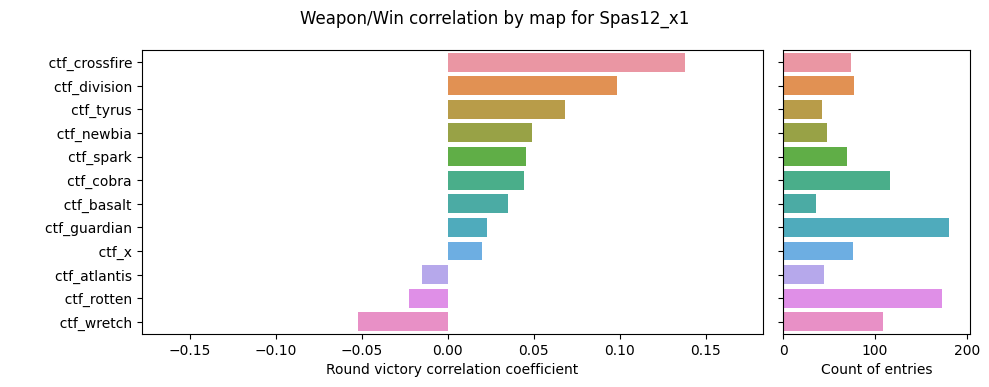 Weapon/Win correlation by map for Spas12_x1
ctf_crossfire
ctf_division
ctf_tyrus
ctf_newbia
ctf_spark
ctf_cobra
ctf_basalt
ctf_guardian
ctf_x
ctf_atlantis
ctf_rotten
ctf_wretch
−0.15 −0.10 −0.05 0.00 0.05 0.10 0.15
Round victory correlation coefficient
0 100 200
Count of entries